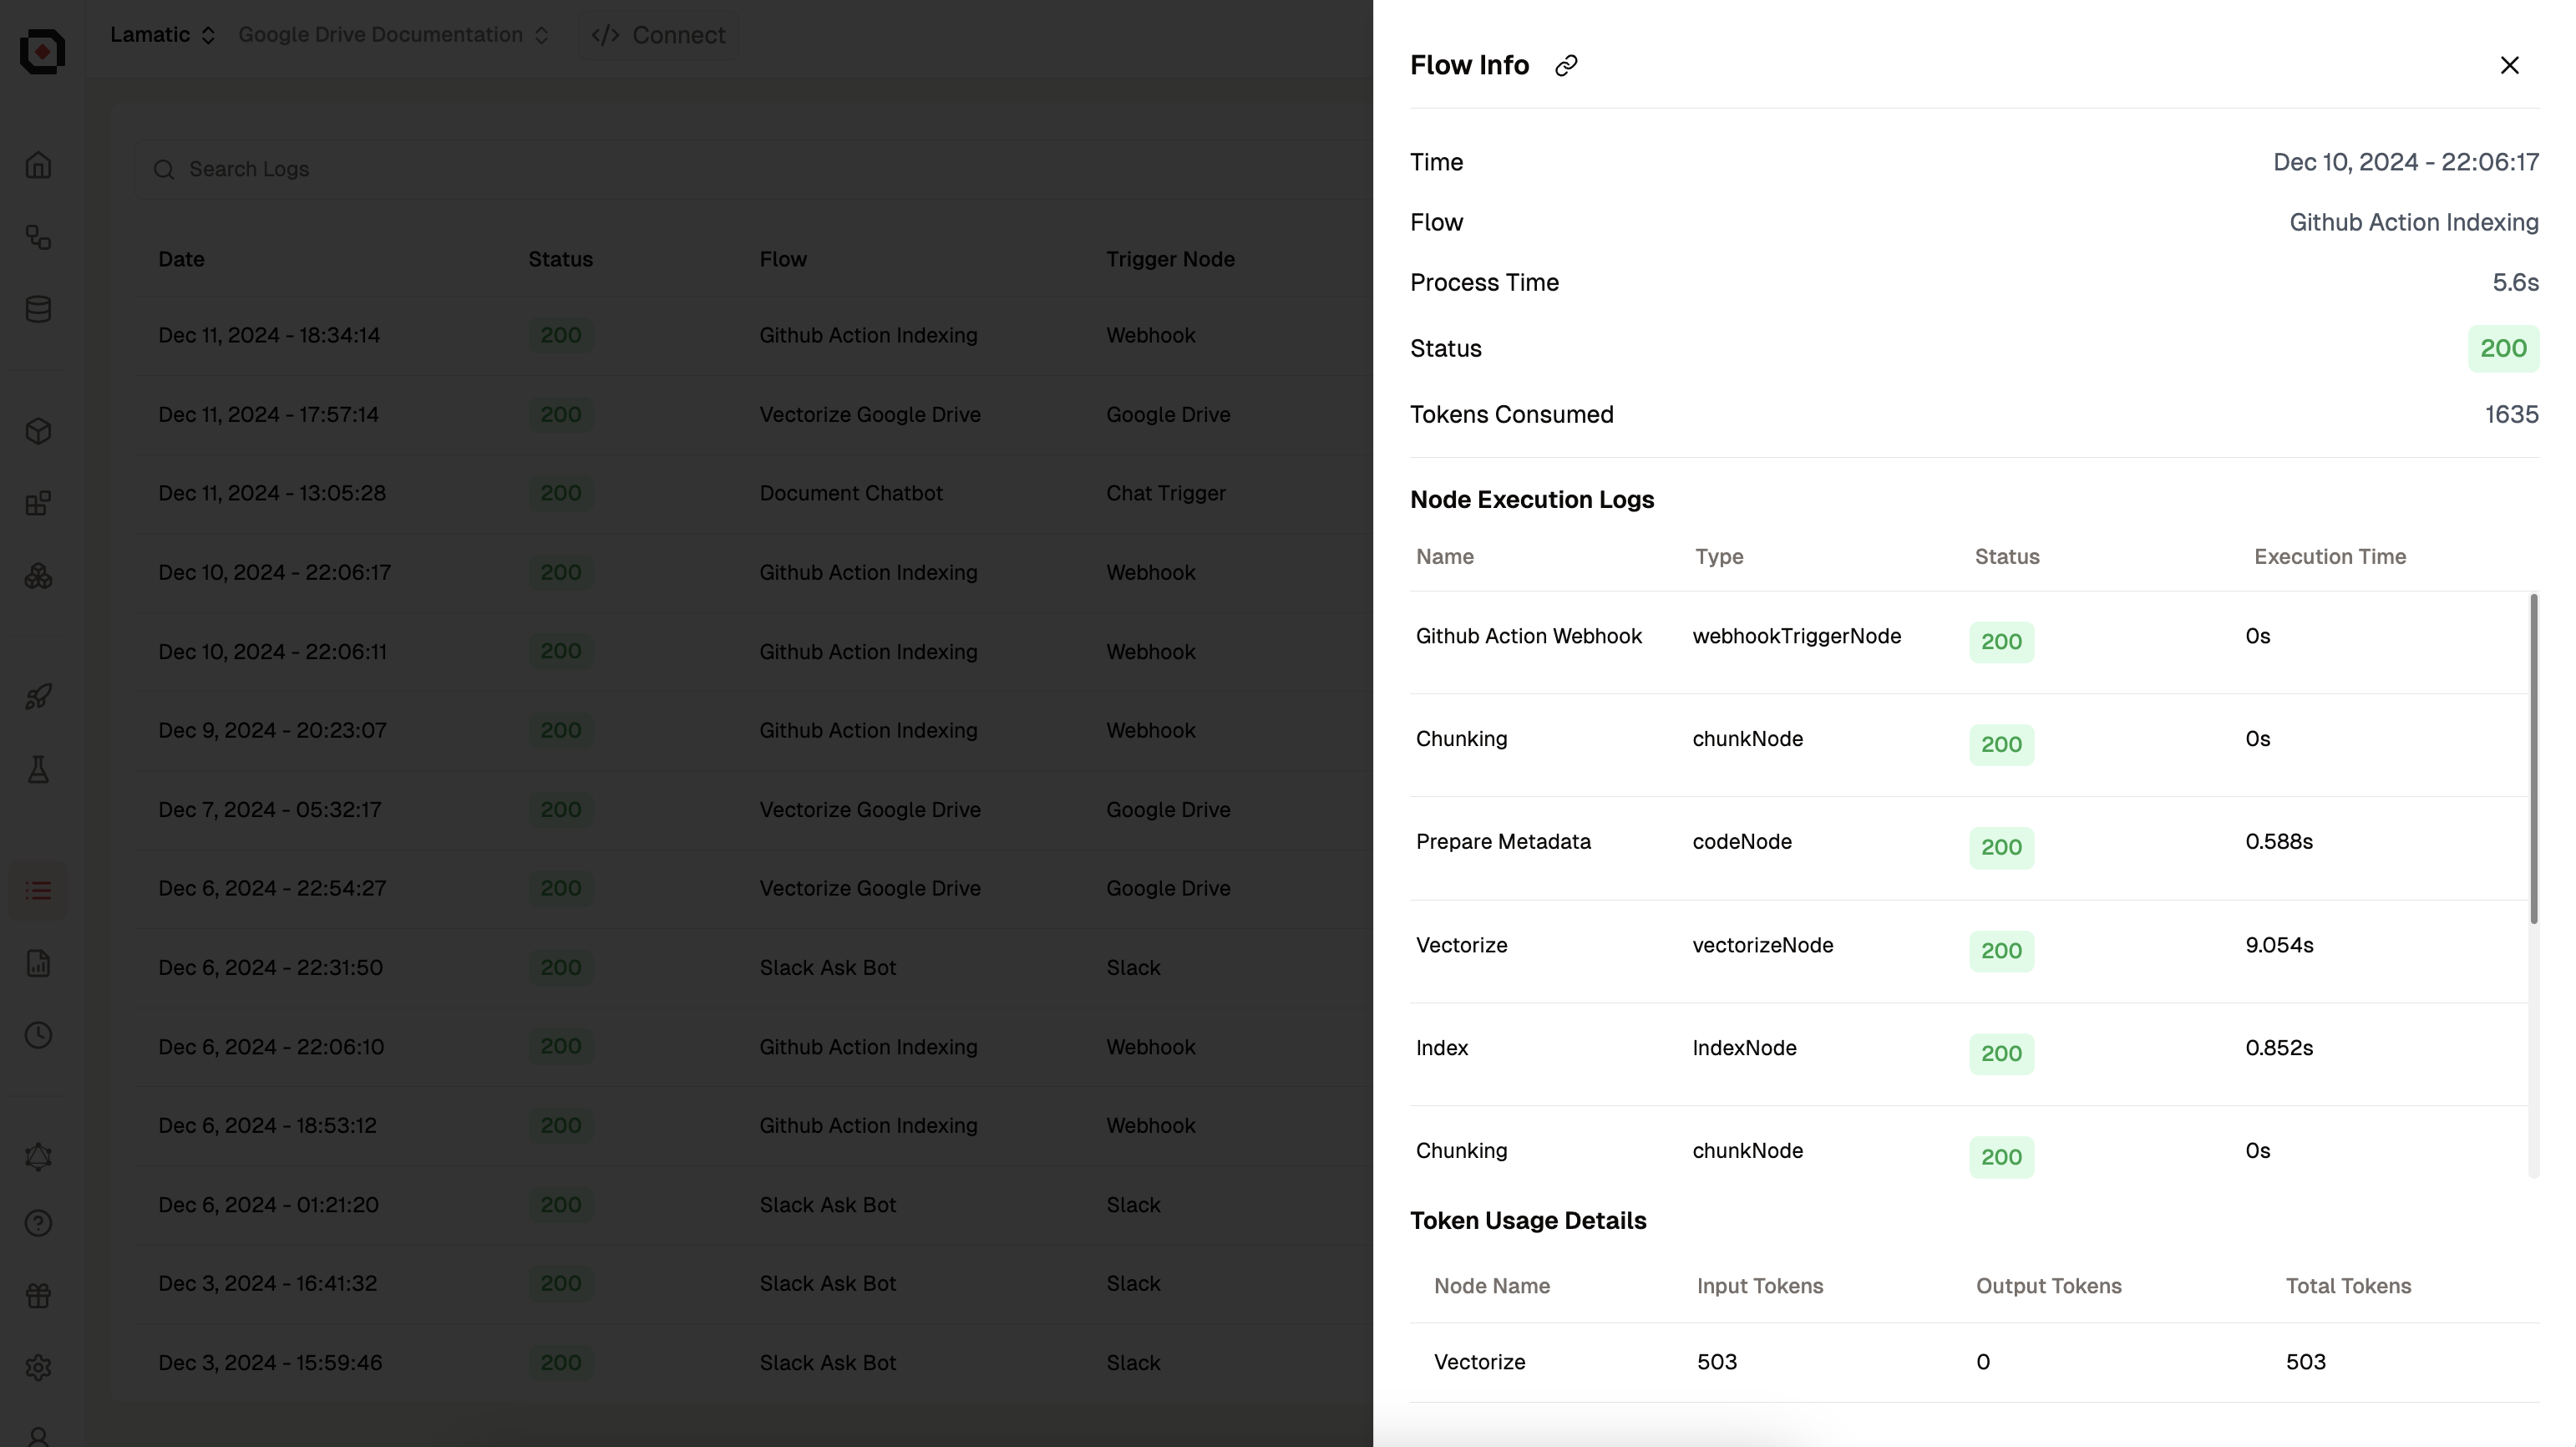 Lamatic Google Drive Documentation </> Connect
Search Logs
Date Status Flow Trigger Node
Dec 11, 2024 - 18:34:14 200 Github Action Indexing Webhook
Dec 11, 2024 - 17:57:14 200 Vectorize Google Drive Google Drive
Dec 11, 2024 - 13:05:28 200 Document Chatbot Chat Trigger
Dec 10, 2024 - 22:06:17 200 Github Action Indexing Webhook
Dec 10, 2024 - 22:06:11 200 Github Action Indexing Webhook
Dec 9, 2024 - 20:23:07 200 Github Action Indexing Webhook
Dec 7, 2024 - 05:32:17 200 Vectorize Google Drive Google Drive
Dec 6, 2024 - 22:54:27 200 Vectorize Google Drive Google Drive
Dec 6, 2024 - 22:31:50 200 Slack Ask Bot Slack
Dec 6, 2024 - 22:06:10 200 Github Action Indexing Webhook
Dec 6, 2024 - 18:53:12 200 Github Action Indexing Webhook
Dec 6, 2024 - 01:21:20 200 Slack Ask Bot Slack
Dec 3, 2024 - 16:41:32 200 Slack Ask Bot Slack
Dec 3, 2024 - 15:59:46 200 Slack Ask Bot Slack
Flow Info
Time Dec 10, 2024 - 22:06:17
Flow Github Action Indexing
Process Time 5.6s
Status 200
Tokens Consumed 1635
Node Execution Logs
Name Type Status Execution Time
Github Action Webhook webhookTriggerNode 200 0s
Chunking chunkNode 200 0s
Prepare Metadata codeNode 200 0.588s
Vectorize vectorizeNode 200 9.054s
Index IndexNode 200 0.852s
Chunking chunkNode 200 0s
Token Usage Details
Node Name Input Tokens Output Tokens Total Tokens
Vectorize 503 0 503